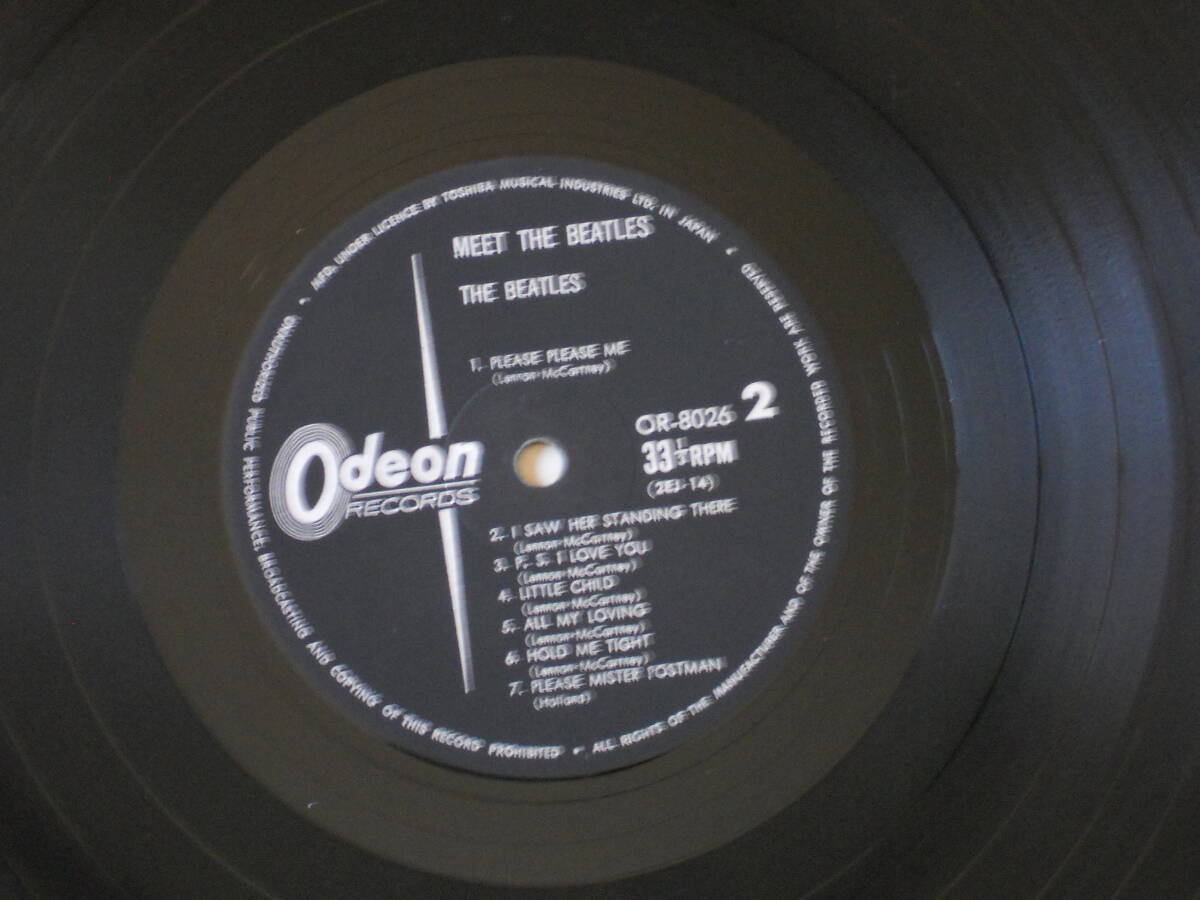 MFD. UNDER LICENCE BY TOSHIBA MUSICAL INDUSTRIES LTD. IN JAPAN •
MEET THE BEATLES
THE BEATLES
1. PLEASE PLEASE ME
(Lennon-McCartney)
OR-8026 2
33 1/3 RPM
(2EJ-14)
Odeon
RECORDS
2. I SAW HER STANDING THERE
(Lennon-McCartney)
3. P. S. I LOVE YOU
(Lennon-McCartney)
4. LITTLE CHILD
(Lennon-McCartney)
5. ALL MY LOVING
(Lennon-McCartney)
6. HOLD ME TIGHT
(Lennon-McCartney)
7. PLEASE MISTER POSTMAN
(Holland)
ALL RIGHTS OF THE MANUFACTURER AND OF THE OWNER OF THE RECORDED WORK ARE RESERVED
UNAUTHORIZED PUBLIC PERFORMANCE, BROADCASTING AND COPYING OF THIS RECORD PROHIBITED •